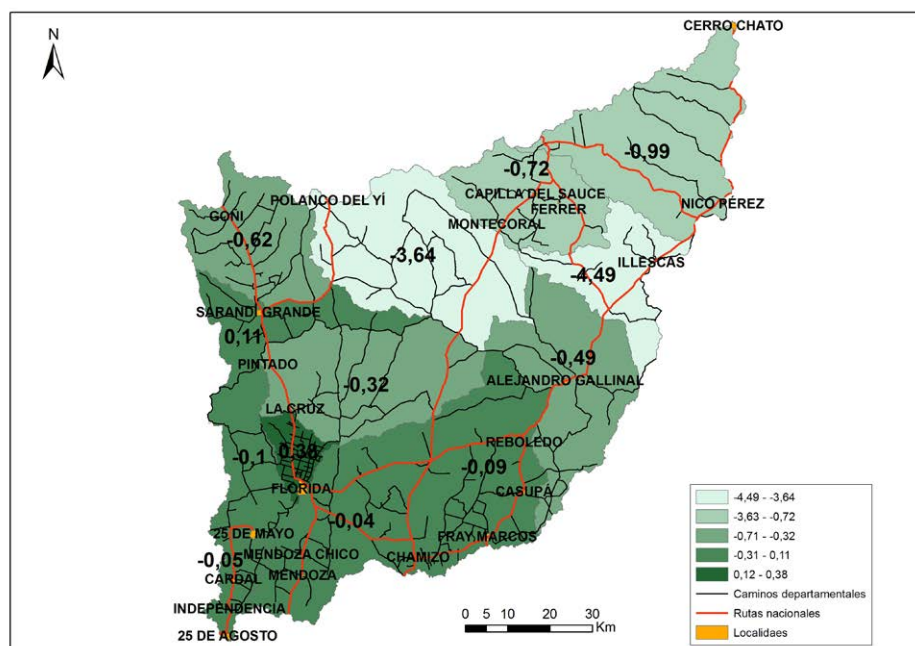 CERRO CHATO
N
-0,99
-0,72
CAPILLA DEL SAUCE
POLANCO DEL YÍ
FERRER
NICO PÉREZ
GOÑI
MONTECORAL
-0,62
-3,64
ILLESCAS
-4,49
SARANDI GRANDE
0,11
-0,49
PINTADO
-0,32
ALEJANDRO GALLINAL
LA CRUZ
REBOLEDO
0,38
-0,1
-0,09
FLORIDA
CASUPÁ
-0,04
25 DE MAYO
FRAY MARCOS
MENDOZA CHICO
CHAMIZO
-0,05
CARDAL
MENDOZA
INDEPENDENCIA
25 DE AGOSTO
0 5 10 20 30
Km
-4,49 - -3,64
-3,63 - -0,72
-0,71 - -0,32
-0,31 - 0,11
0,12 - 0,38
Caminos departamentales
Rutas nacionales
Localidaes